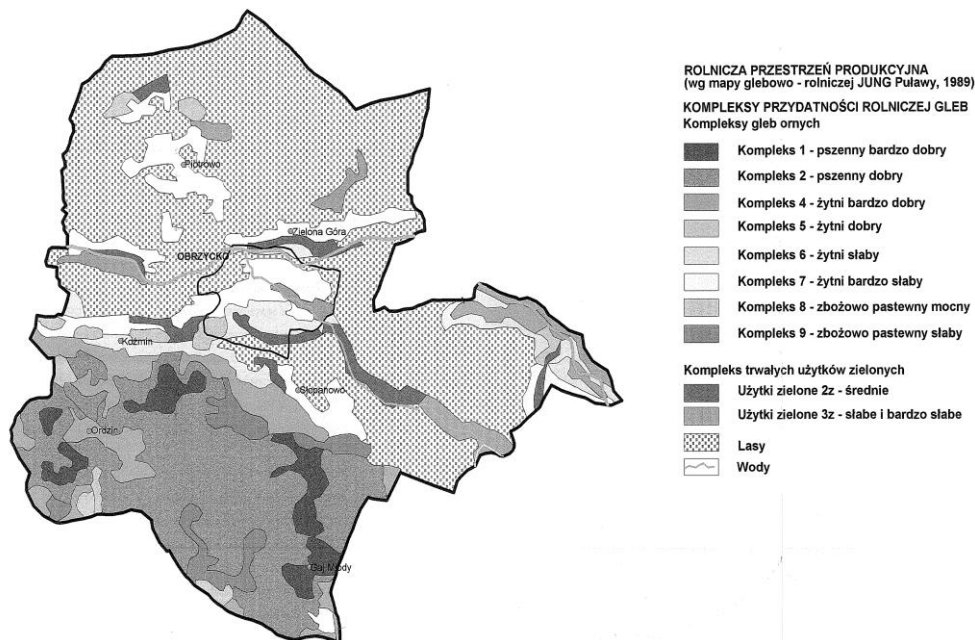 ROLNICZA PRZESTRZEŃ PRODUKCYJNA
(wg mapy glebowo - rolniczej JUNG Puławy, 1989)
KOMPLEKSY PRZYDATNOŚCI ROLNICZEJ GLEB
Kompleksy gleb ornych
Kompleks 1 - pszenny bardzo dobry
Kompleks 2 - pszenny dobry
Kompleks 4 - żytni bardzo dobry
Kompleks 5 - żytni dobry
Kompleks 6 - żytni słaby
Kompleks 7 - żytni bardzo słaby
Kompleks 8 - zbożowo pastewny mocny
Kompleks 9 - zbożowo pastewny słaby
Kompleks trwałych użytków zielonych
Użytki zielone 2z - średnie
Użytki zielone 3z - słabe i bardzo słabe
Lasy
Wody
Piotrowo
Zielona Góra
OBRZYCKO
Koźmin
Słopanowo
Ordzin
Gaj Mały